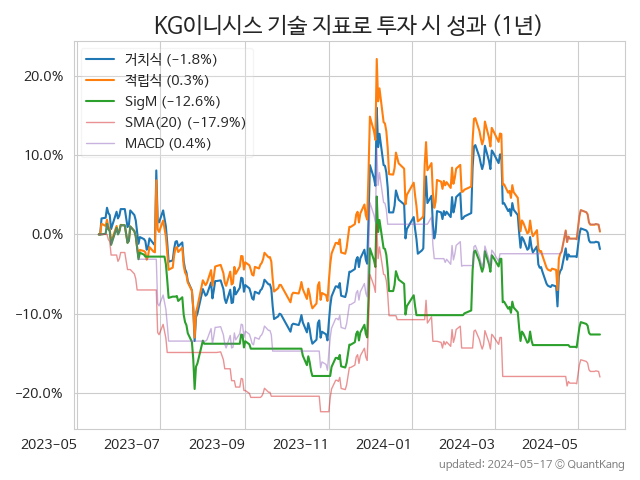 KG이니시스 기술 지표로 투자 시 성과 (1년)
거치식 (−1.8%)
적립식 (0.3%)
SigM (−12.6%)
SMA(20) (−17.9%)
MACD (0.4%)
20.0%
10.0%
0.0%
−10.0%
−20.0%
2023−05 2023−07 2023−09 2023−11 2024−01 2024−03 2024−05
updated: 2024−05−17 © QuantKang